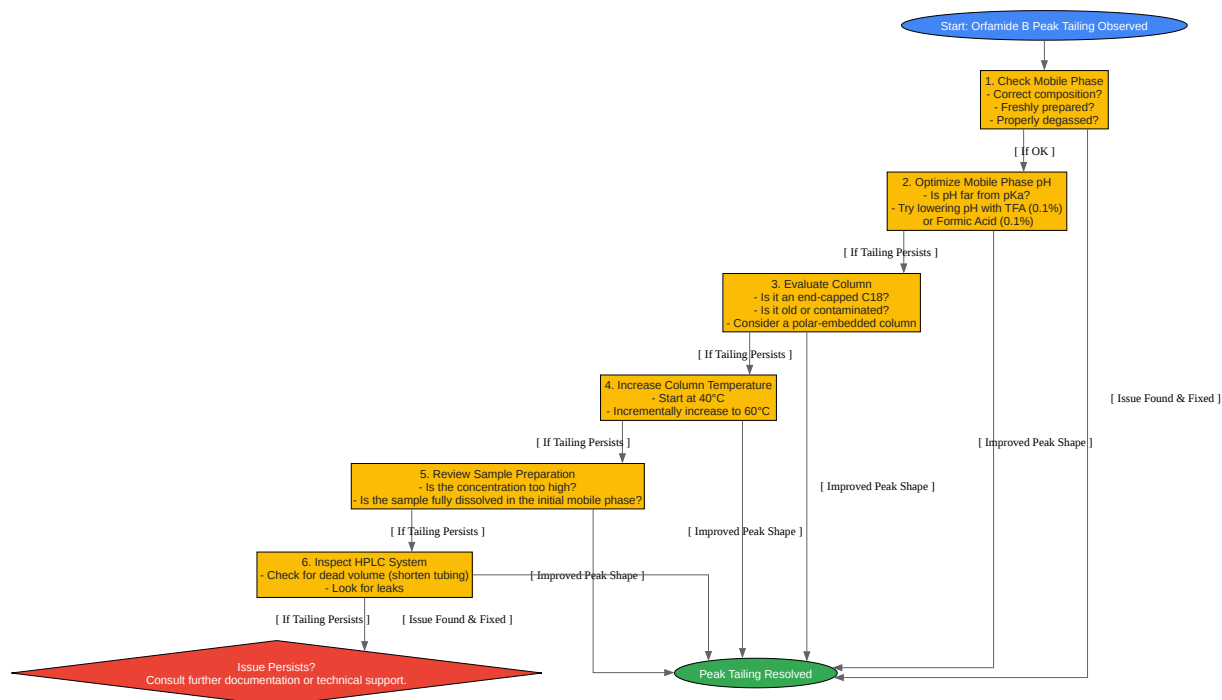 Start: Orfamide B Peak Tailing Observed
1. Check Mobile Phase
- Correct composition?
- Freshly prepared?
- Properly degassed?
[ If OK ]
2. Optimize Mobile Phase pH
- Is pH far from pKa?
- Try lowering pH with TFA (0.1%)
or Formic Acid (0.1%)
[ If Tailing Persists ]
3. Evaluate Column
- Is it an end-capped C18?
- Is it old or contaminated?
- Consider a polar-embedded column
[ If Tailing Persists ]
4. Increase Column Temperature
- Start at 40°C
- Incrementally increase to 60°C
[ Issue Found & Fixed ]
[ If Tailing Persists ]
[ Improved Peak Shape ]
5. Review Sample Preparation
- Is the concentration too high?
- Is the sample fully dissolved in the initial mobile phase?
[ Improved Peak Shape ]
[ If Tailing Persists ]
[ Improved Peak Shape ]
6. Inspect HPLC System
- Check for dead volume (shorten tubing)
- Look for leaks
[ Improved Peak Shape ]
[ If Tailing Persists ]
[ Issue Found & Fixed ]
Issue Persists?
Consult further documentation or technical support.
Peak Tailing Resolved